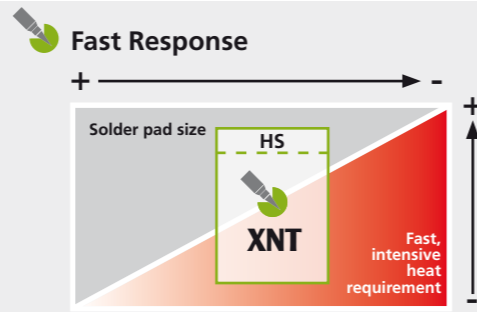 Fast Response
+ -
+
Solder pad size
HS
XNT
Fast,
intensive
heat
requirement
-